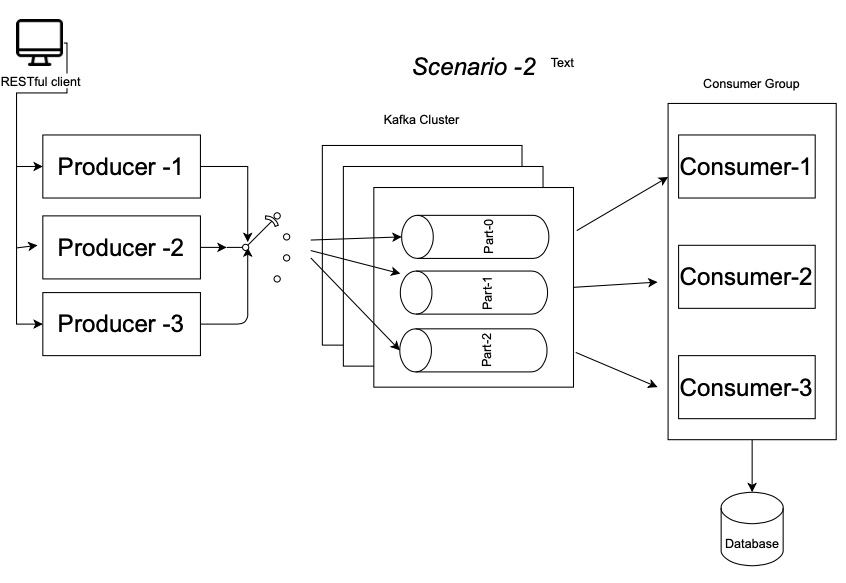 RESTful client
Scenario -2
Text
Consumer Group
Kafka Cluster
Producer -1
Producer -2
Producer -3
Part-0
Part-1
Part-2
Consumer-1
Consumer-2
Consumer-3
Database